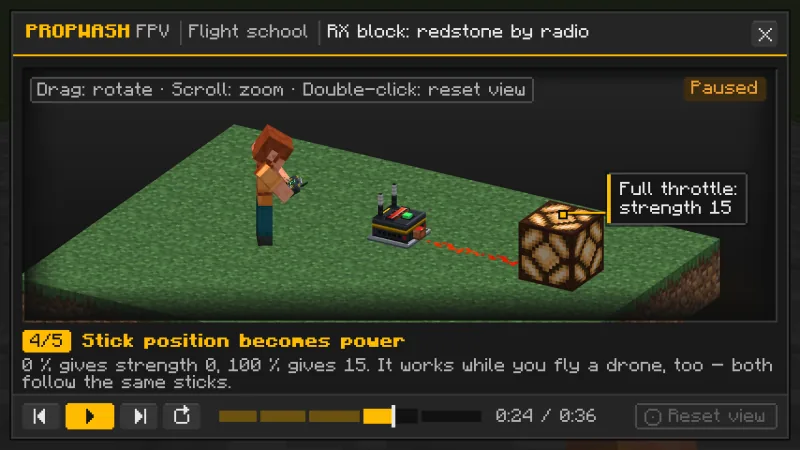 PROPWASH FPV Flight school RX block: redstone by radio
Drag: rotate · Scroll: zoom · Double-click: reset view
Paused
Full throttle:
strength 15
4/5 Stick position becomes power
0 % gives strength 0, 100 % gives 15. It works while you fly a drone, too – both
follow the same sticks.
0:24 / 0:36
Reset view